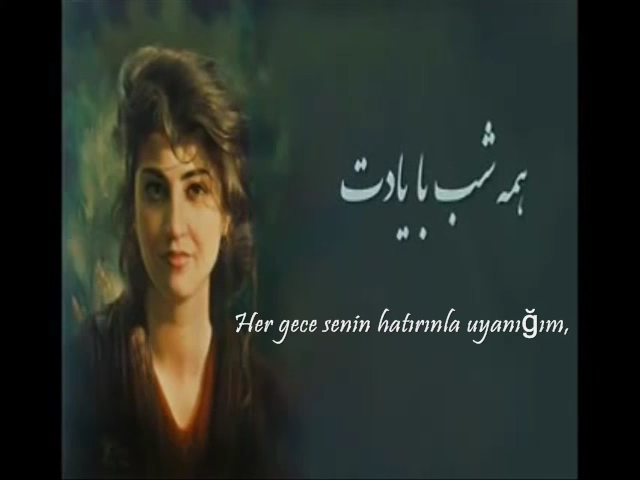 همه شب با یادت
Her gece senin hatırınla uyanığım,